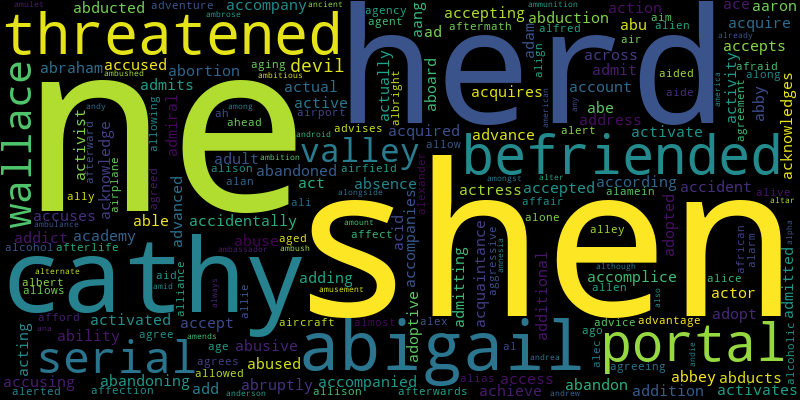 amulet abducted adventure ambrose accompany ancient agency agent accepting ammunition action ace aaron
threatened herd aang ad aftermath abduction alfred aim alien acquire already
abraham accused aging devil abortion ambitious actually adam abu air accepts
wallace ne ambushed admits actual albright aboard align across admit aided activity afraid along
activist andy admiral active acquires account aide america abby acknowledges
afterward acknowledge allowing among ahead airport american amy abe address agreement
ah android advises acquired advance alert activate
airplane adult ambition valley allow befriended
agreed alison abandoned airfield absence amongst alter according accident
ally advanced alan act alexander actress accepted alamein adopted alive
accuses able ali alongside shen affair alone altar
ambulance accidentally amount acid accompanies alley african alarm alpha
addict academy abuse aged affect acquaintance aggressive amnesia
alcohol afterlife ambassador ambush admitting additional although accomplice alice admitted
cathy alternate aid adding
albert amid alliance always amusement allen also actor
allows allie
afford activated accept aircraft almost alex adoptive advice advantage adopt
acting ana ability agree amends ago portal alcoholic
serial age abusive abigail al alec andie
accusing agrees abused andrea agreeing abbey abducts
abandoning allowed abruptly accompanied alias access abandon
alerted affection add anderson allison afterwards achieve andrew addition activates